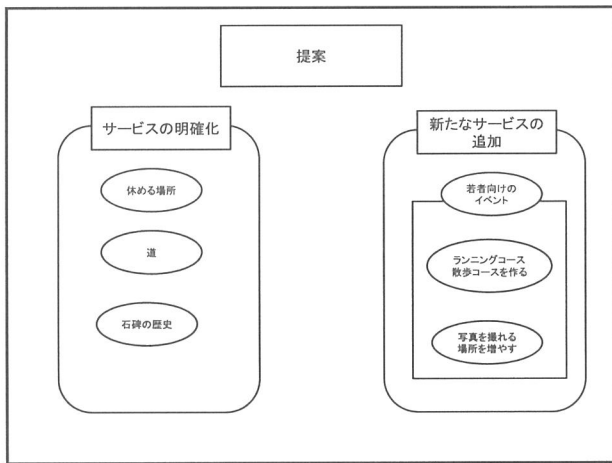 提案
サービスの明確化
休める場所
道
石碑の歴史
新たなサービスの
追加
若者向けの
イベント
ランニングコース
散歩コースを作る
写真を撮れる
場所を増やす